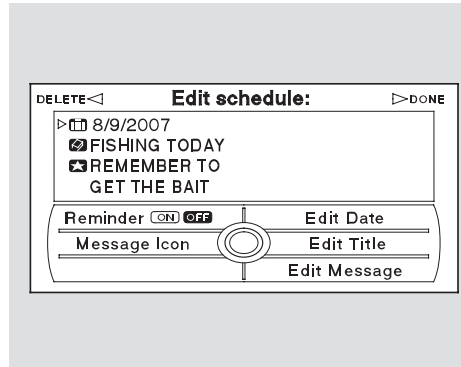 DELETE Edit schedule: DONE
8/9/2007
FISHING TODAY
REMEMBER TO
GET THE BAIT
Reminder ON OFF Edit Date
Message Icon Edit Title
Edit Message